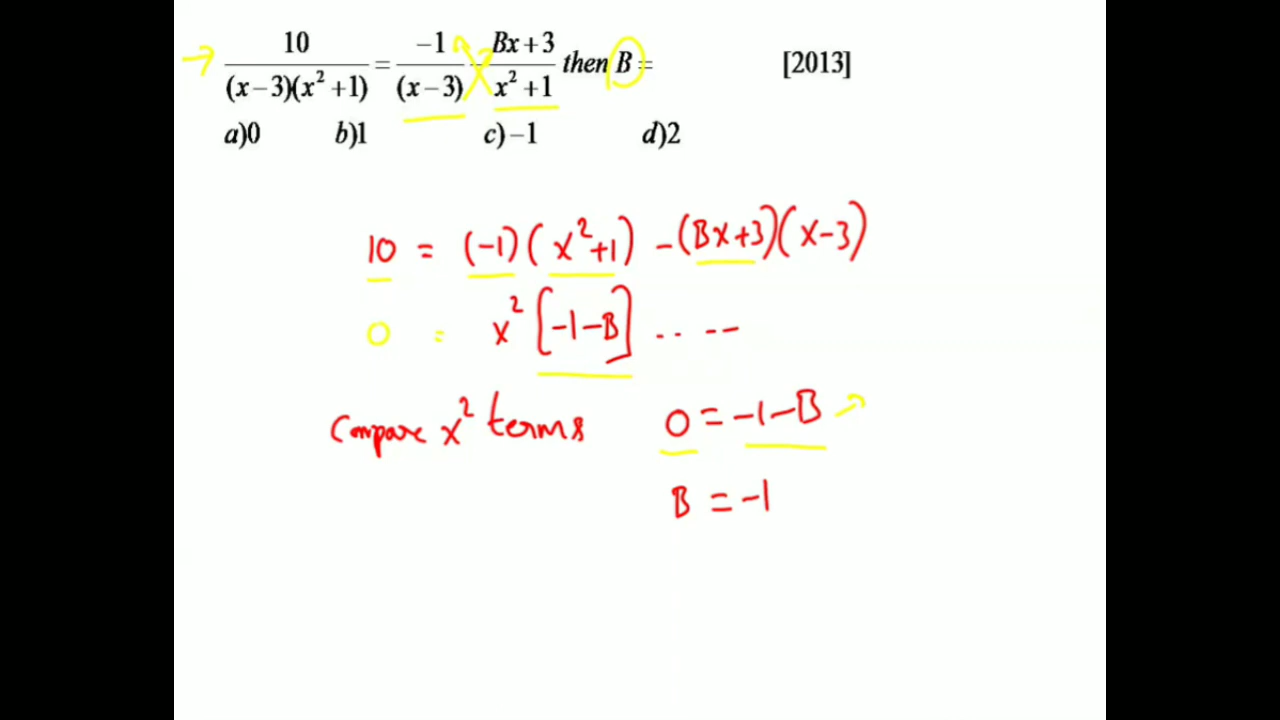 → 10/((x−3)(x²+1)) = −1/(x−3) − (Bx+3)/(x²+1) then B = [2013]
a)0 b)1 c)−1 d)2
10 = (−1)(x²+1) −(Bx+3)(x−3)
0 = x²[−1−B] .. --
Compare x² terms 0 = −1−B →
B = −1